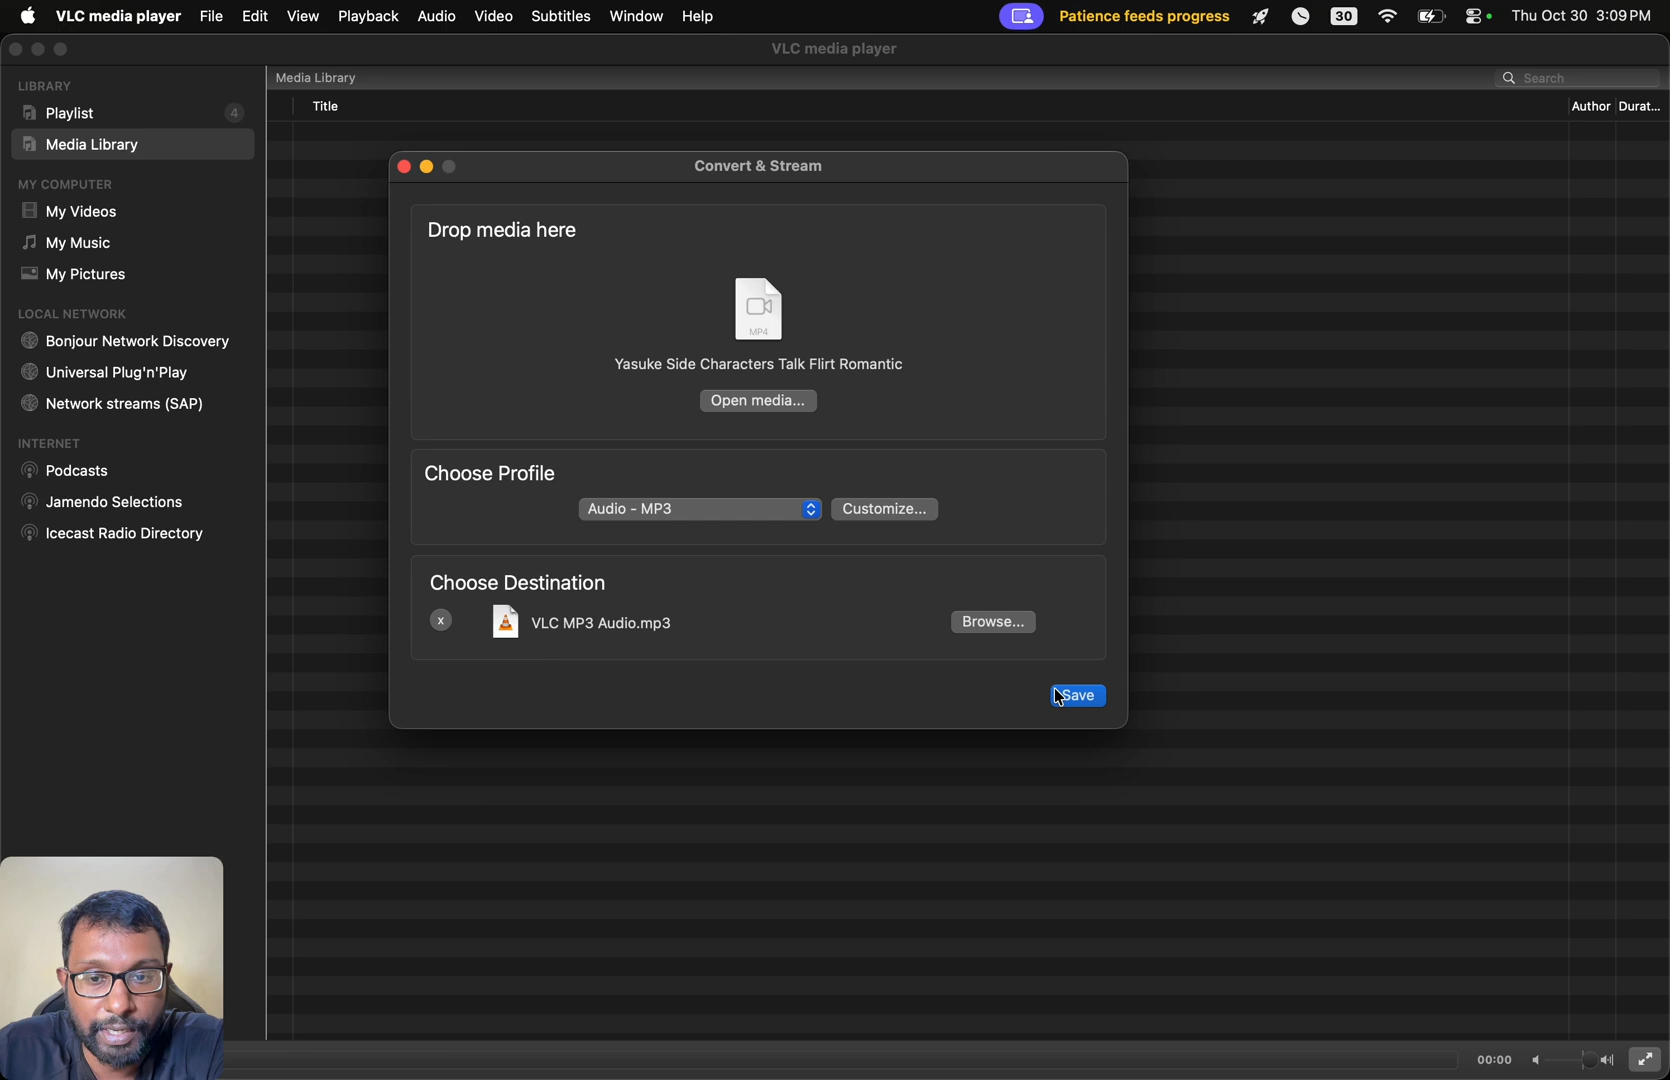 VLC media player File Edit View Playback Audio Video Subtitles Window Help Patience feeds progress 30 Thu Oct 30 3:09 PM
VLC media player
LIBRARY
Playlist 4
Media Library
MY COMPUTER
My Videos
My Music
My Pictures
LOCAL NETWORK
Bonjour Network Discovery
Universal Plug'n'Play
Network streams (SAP)
INTERNET
Podcasts
Jamendo Selections
Icecast Radio Directory
Media Library Search
Title Author Durat...
Convert & Stream
Drop media here
MP4
Yasuke Side Characters Talk Flirt Romantic
Open media...
Choose Profile
Audio - MP3 Customize...
Choose Destination
x VLC MP3 Audio.mp3 Browse...
Save
00:00